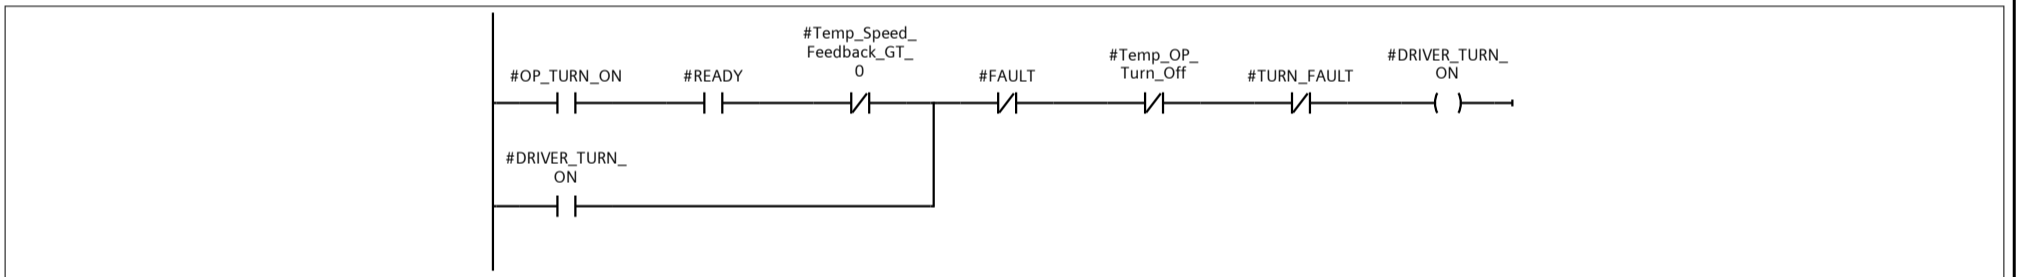 #OP_TURN_ON
#READY
#Temp_Speed_
Feedback_GT_
0
#FAULT
#Temp_OP_
Turn_Off
#TURN_FAULT
#DRIVER_TURN_
ON
#DRIVER_TURN_
ON